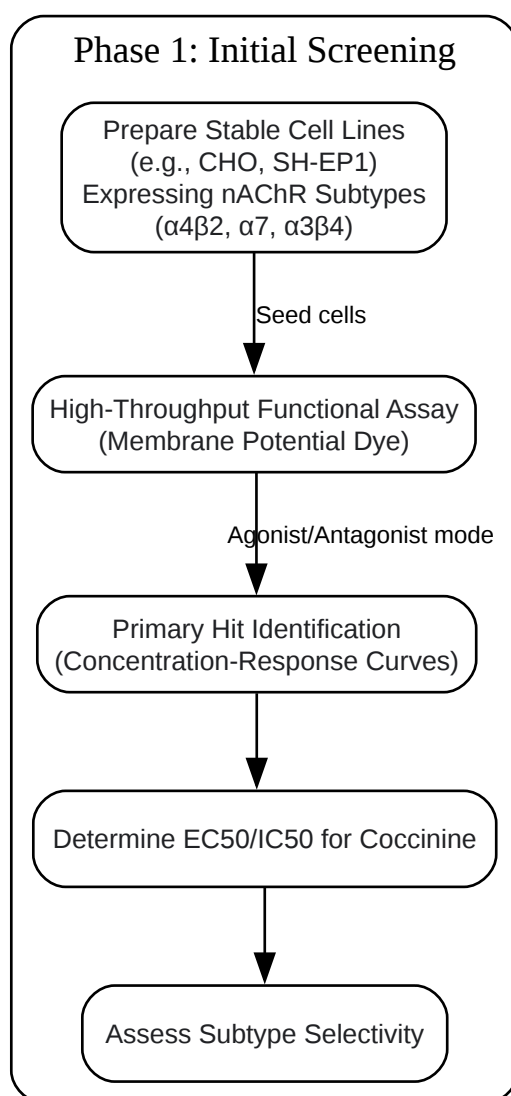 Phase 1: Initial Screening
Prepare Stable Cell Lines
(e.g., CHO, SH-EP1)
Expressing nAChR Subtypes
(α4β2, α7, α3β4)
Seed cells
High-Throughput Functional Assay
(Membrane Potential Dye)
Agonist/Antagonist mode
Primary Hit Identification
(Concentration-Response Curves)
Determine EC50/IC50 for Coccinine
Assess Subtype Selectivity